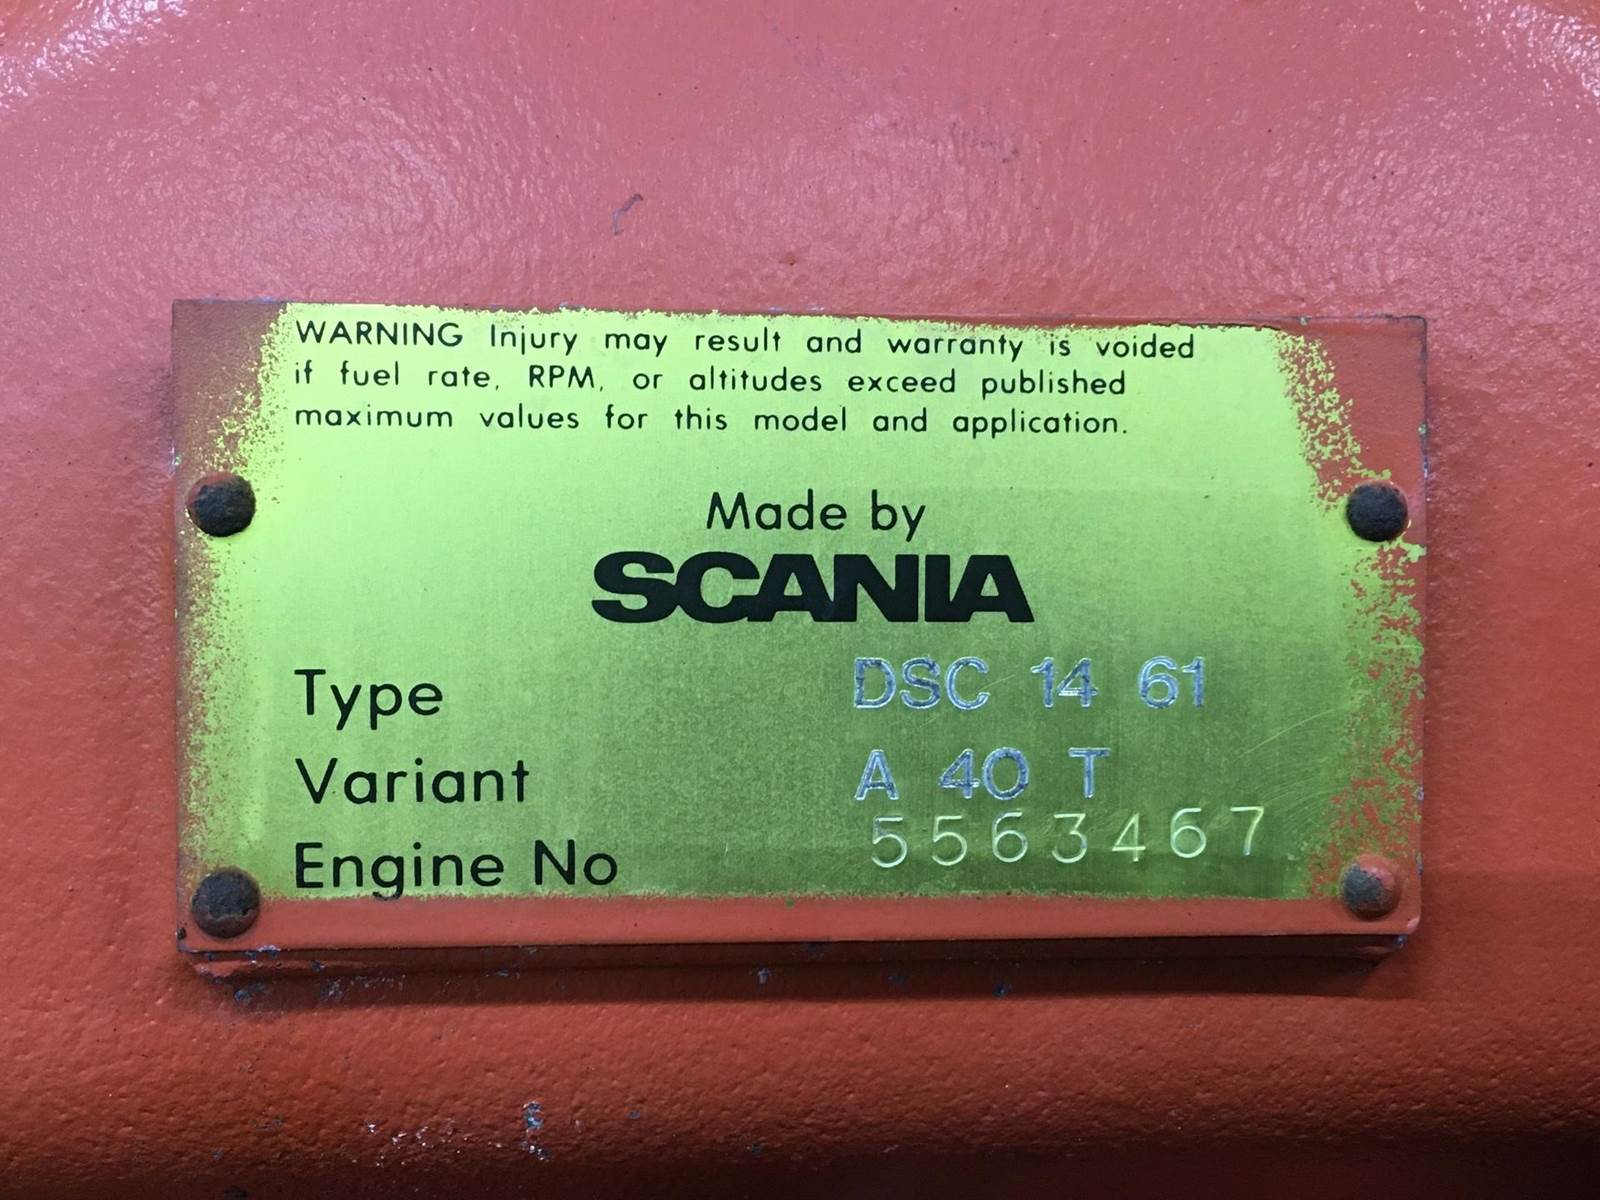 WARNING Injury may result and warranty is voided
if fuel rate, RPM, or altitudes exceed published
maximum values for this model and application.
Made by
SCANIA
Type DSC 14 61
Variant A 40 T
Engine No 5563467